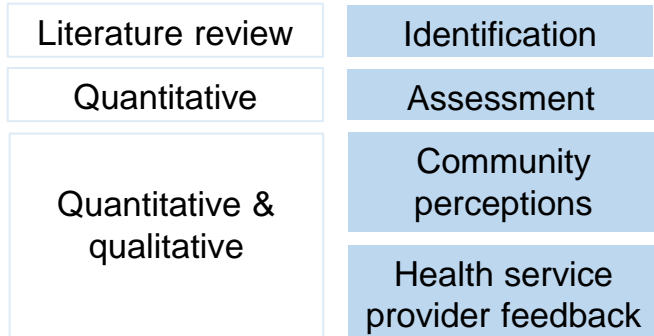 Literature review
Identification
Quantitative
Assessment
Quantitative &
qualitative
Community
perceptions
Health service
provider feedback